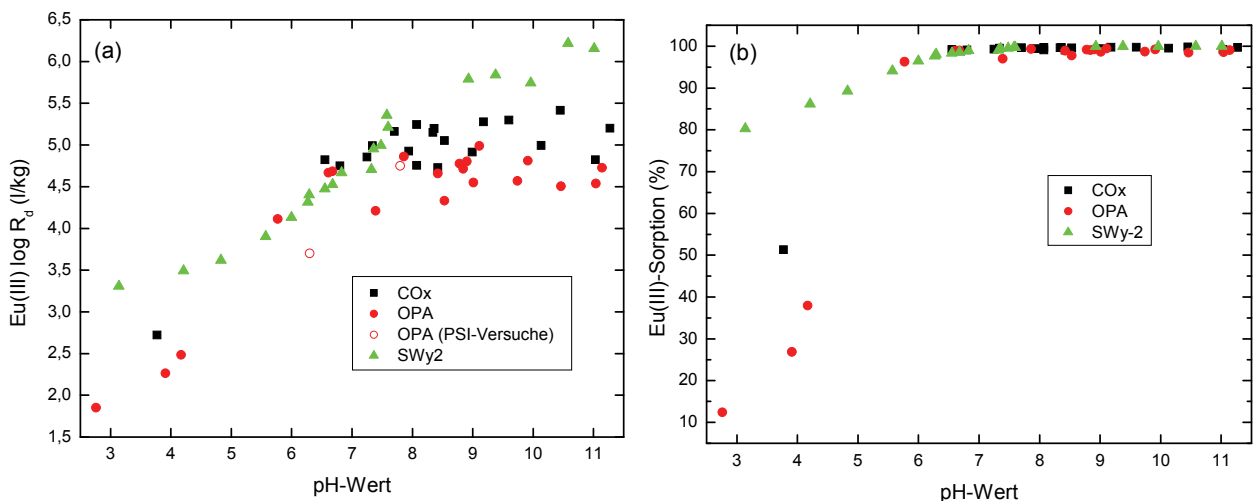 (a)
Eu(III) log Rd (l/kg)
6,5
6,0
5,5
5,0
4,5
4,0
3,5
3,0
2,5
2,0
1,5
COx
OPA
OPA (PSI-Versuche)
SWy2
3 4 5 6 7 8 9 10 11
pH-Wert
(b)
Eu(III)-Sorption (%)
100
90
80
70
60
50
40
30
20
10
COx
OPA
SWy-2
3 4 5 6 7 8 9 10 11
pH-Wert